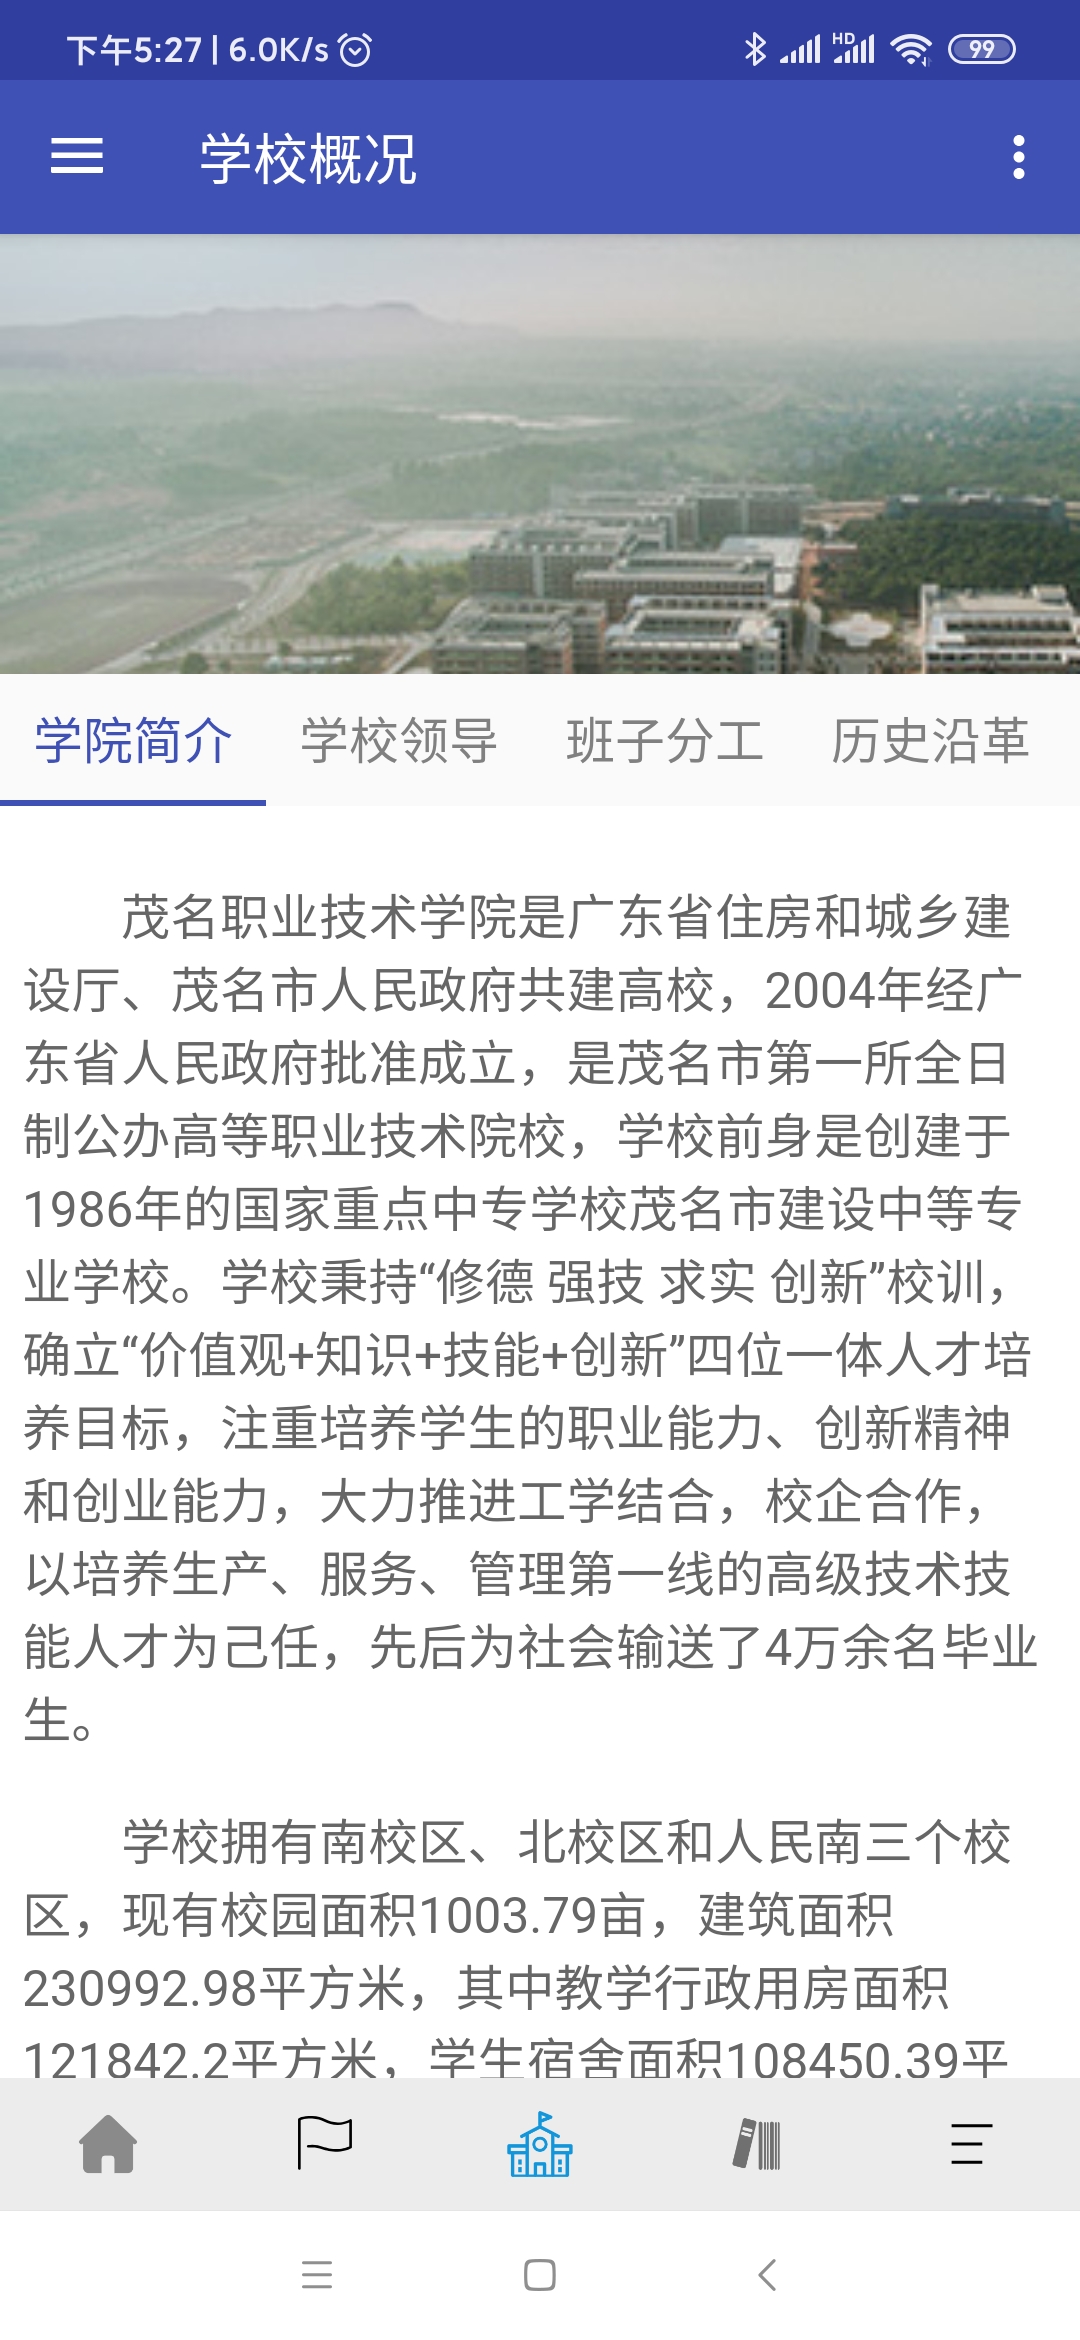 下午5:27 | 6.0K/s
HD
99
学校概况
学院简介 学校领导 班子分工 历史沿革
茂名职业技术学院是广东省住房和城乡建
设厅、茂名市人民政府共建高校，2004年经广
东省人民政府批准成立，是茂名市第一所全日
制公办高等职业技术院校，学校前身是创建于
1986年的国家重点中专学校茂名市建设中等专
业学校。学校秉持“修德 强技 求实 创新”校训，
确立“价值观+知识+技能+创新”四位一体人才培
养目标，注重培养学生的职业能力、创新精神
和创业能力，大力推进工学结合，校企合作，
以培养生产、服务、管理第一线的高级技术技
能人才为己任，先后为社会输送了4万余名毕业
生。
学校拥有南校区、北校区和人民南三个校
区，现有校园面积1003.79亩，建筑面积
230992.98平方米，其中教学行政用房面积
121842.2平方米，学生宿舍面积108450.39平